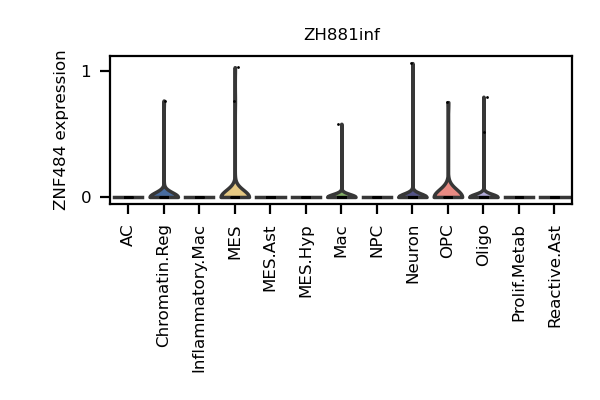 ZH881inf
ZNF484 expression
1
0
AC
Chromatin.Reg
Inflammatory.Mac
MES
MES.Ast
MES.Hyp
Mac
NPC
Neuron
OPC
Oligo
Prolif.Metab
Reactive.Ast